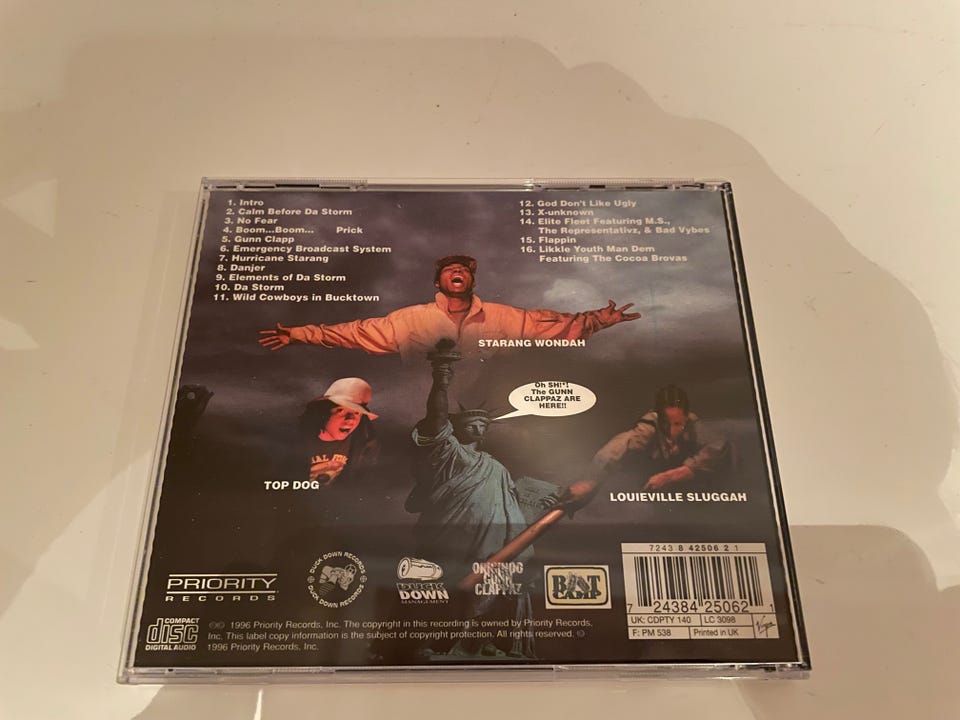 1. Intro
2. Calm Before Da Storm
3. No Fear
4. Boom...Boom... Prick
5. Gunn Clapp
6. Emergency Broadcast System
7. Hurricane Starang
8. Danjer
9. Elements of Da Storm
10. Da Storm
11. Wild Cowboys in Bucktown
12. God Don't Like Ugly
13. X-unknown
14. Elite Fleet Featuring M.S.,
The Representativz, & Bad Vybes
15. Flappin
16. Likkle Youth Man Dem
Featuring The Cocoa Brovas
STARANG WONDAH
Oh SH!*!
The GUNN
CLAPPAZ ARE
HERE!!
TOP DOG
LOUIEVILLE SLUGGAH
PRIORITY
RECORDS
DUCK DOWN RECORDS
DUCK DOWN RECORDS
DUCK DOWN
MANAGEMENT
ORIGINOO
GUNN
CLAPPAZ
BOOT
CAMP
7243 8 42506 2 1
7 24384 25062 1
UK: CDPTY 140
LC 3098
F: PM 538
Printed in UK
Virgin
COMPACT
disc
DIGITAL AUDIO
℗© 1996 Priority Records, Inc. The copyright in this recording is owned by Priority Records,
Inc. This label copy information is the subject of copyright protection. All rights reserved. ©
1996 Priority Records, Inc.